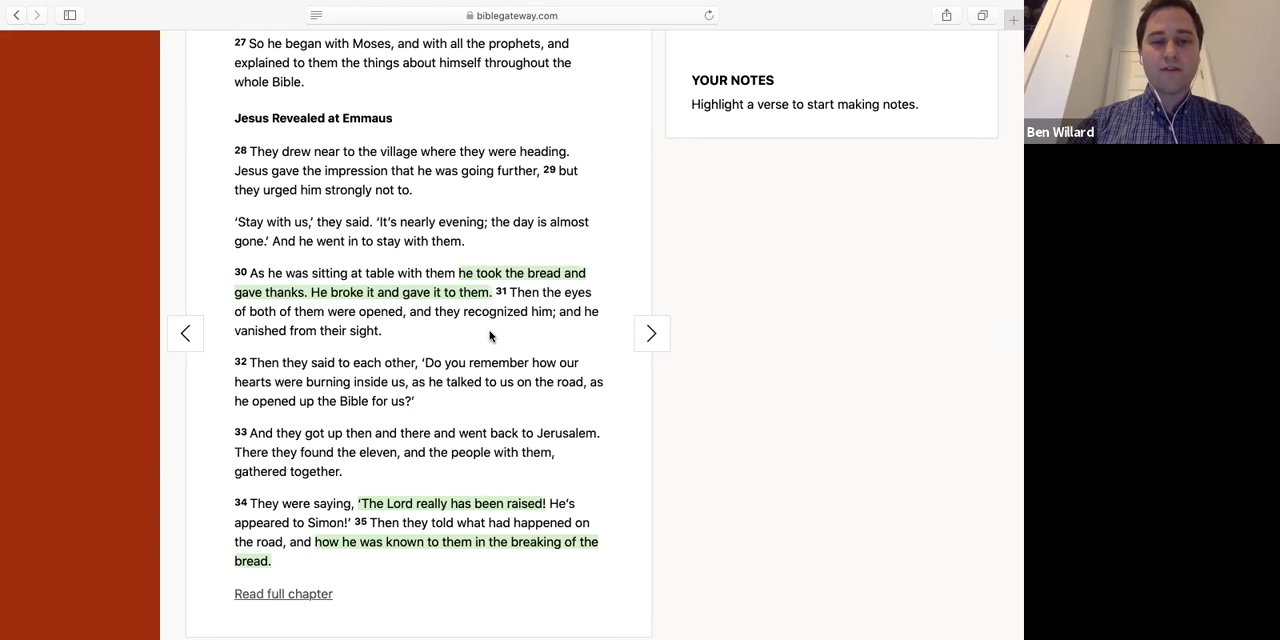 biblegateway.com
27 So he began with Moses, and with all the prophets, and
explained to them the things about himself throughout the
whole Bible.
Jesus Revealed at Emmaus
28 They drew near to the village where they were heading.
Jesus gave the impression that he was going further, 29 but
they urged him strongly not to.
‘Stay with us,’ they said. ‘It’s nearly evening; the day is almost
gone.’ And he went in to stay with them.
30 As he was sitting at table with them he took the bread and
gave thanks. He broke it and gave it to them. 31 Then the eyes
of both of them were opened, and they recognized him; and he
vanished from their sight.
32 Then they said to each other, ‘Do you remember how our
hearts were burning inside us, as he talked to us on the road, as
he opened up the Bible for us?’
33 And they got up then and there and went back to Jerusalem.
There they found the eleven, and the people with them,
gathered together.
34 They were saying, ‘The Lord really has been raised! He’s
appeared to Simon!’ 35 Then they told what had happened on
the road, and how he was known to them in the breaking of the
bread.
Read full chapter
YOUR NOTES
Highlight a verse to start making notes.
Ben Willard